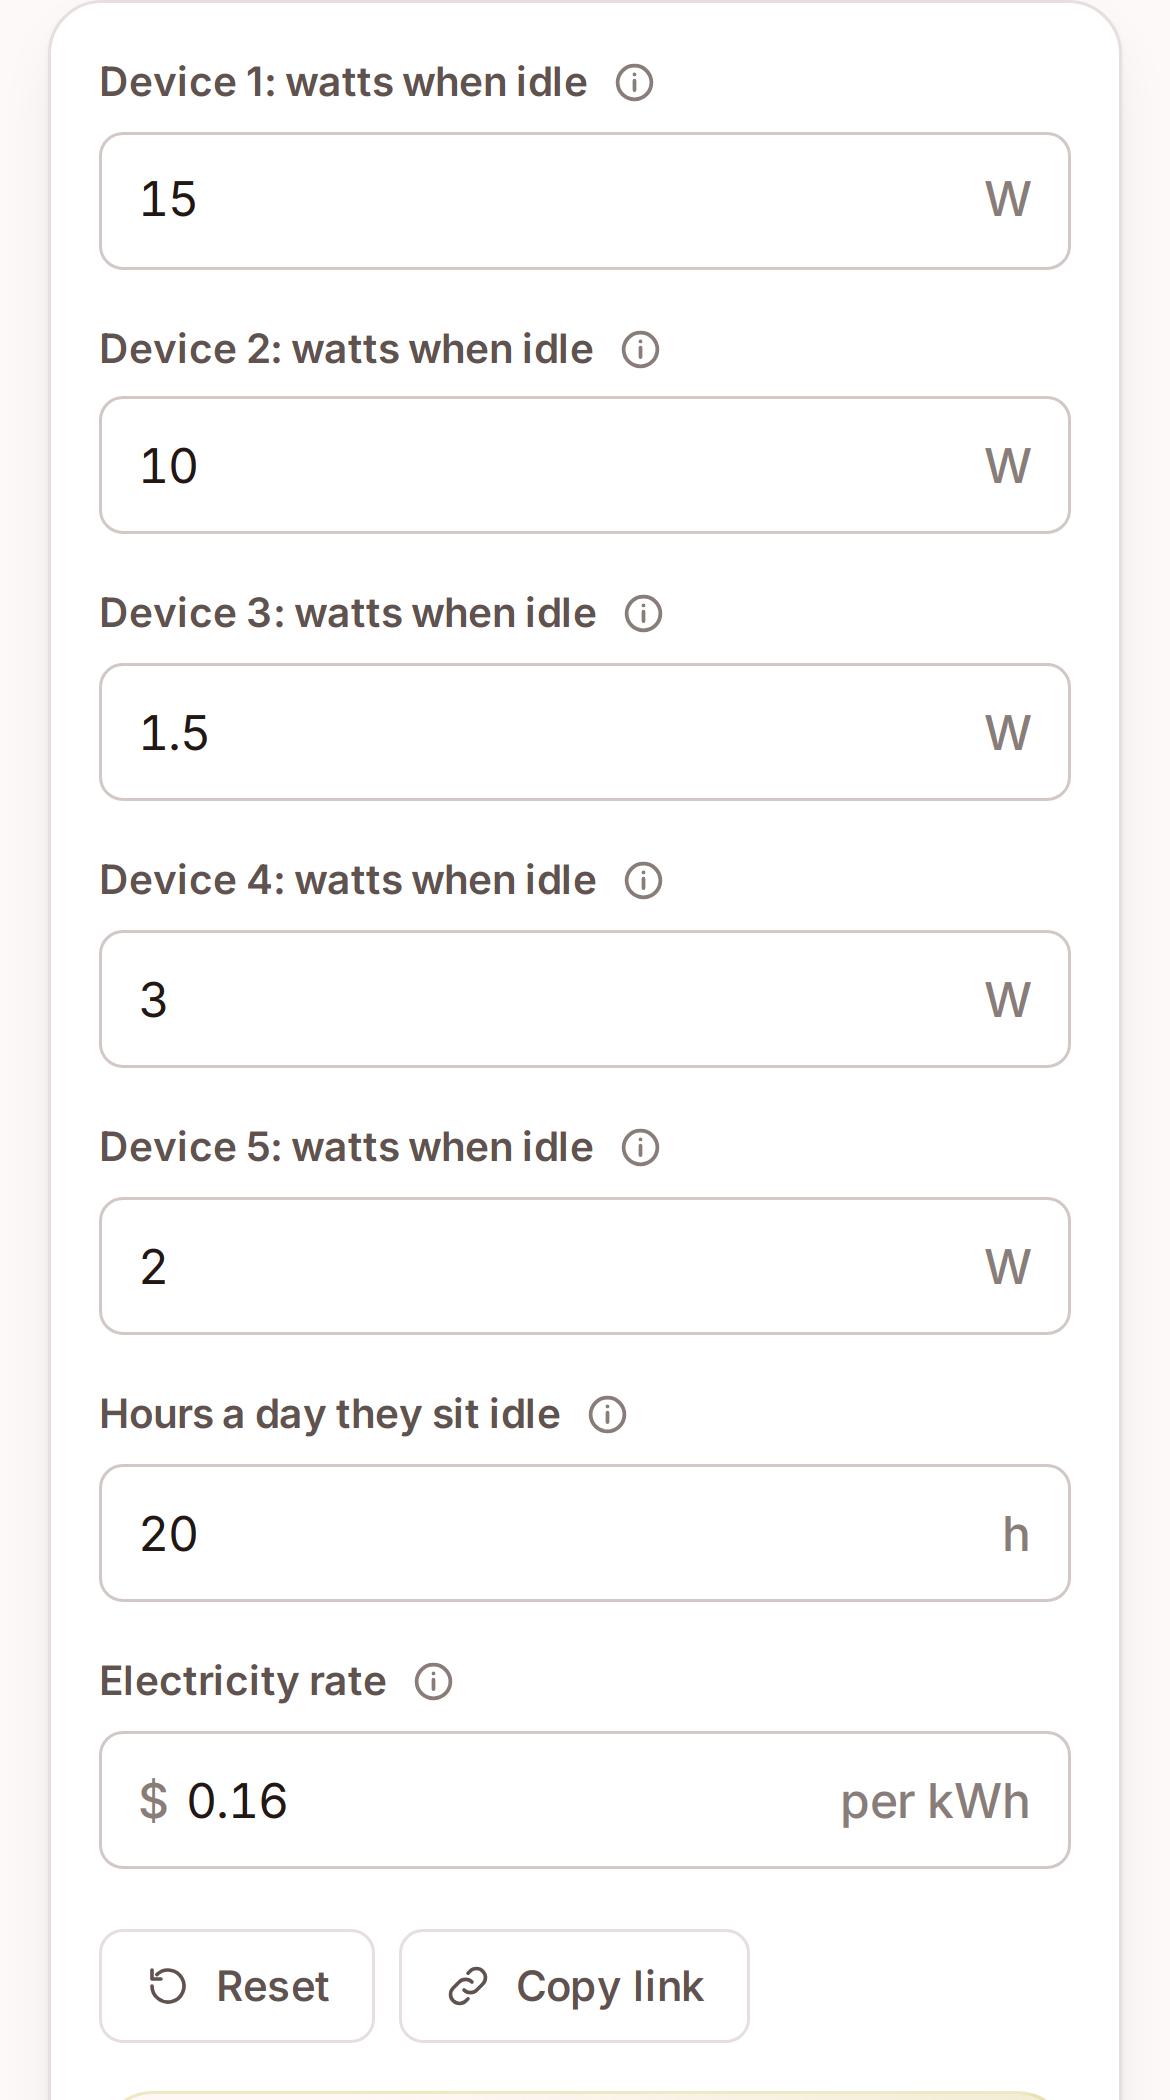 Device 1: watts when idle
15 W
Device 2: watts when idle
10 W
Device 3: watts when idle
1.5 W
Device 4: watts when idle
3 W
Device 5: watts when idle
2 W
Hours a day they sit idle
20 h
Electricity rate
$ 0.16 per kWh
Reset Copy link